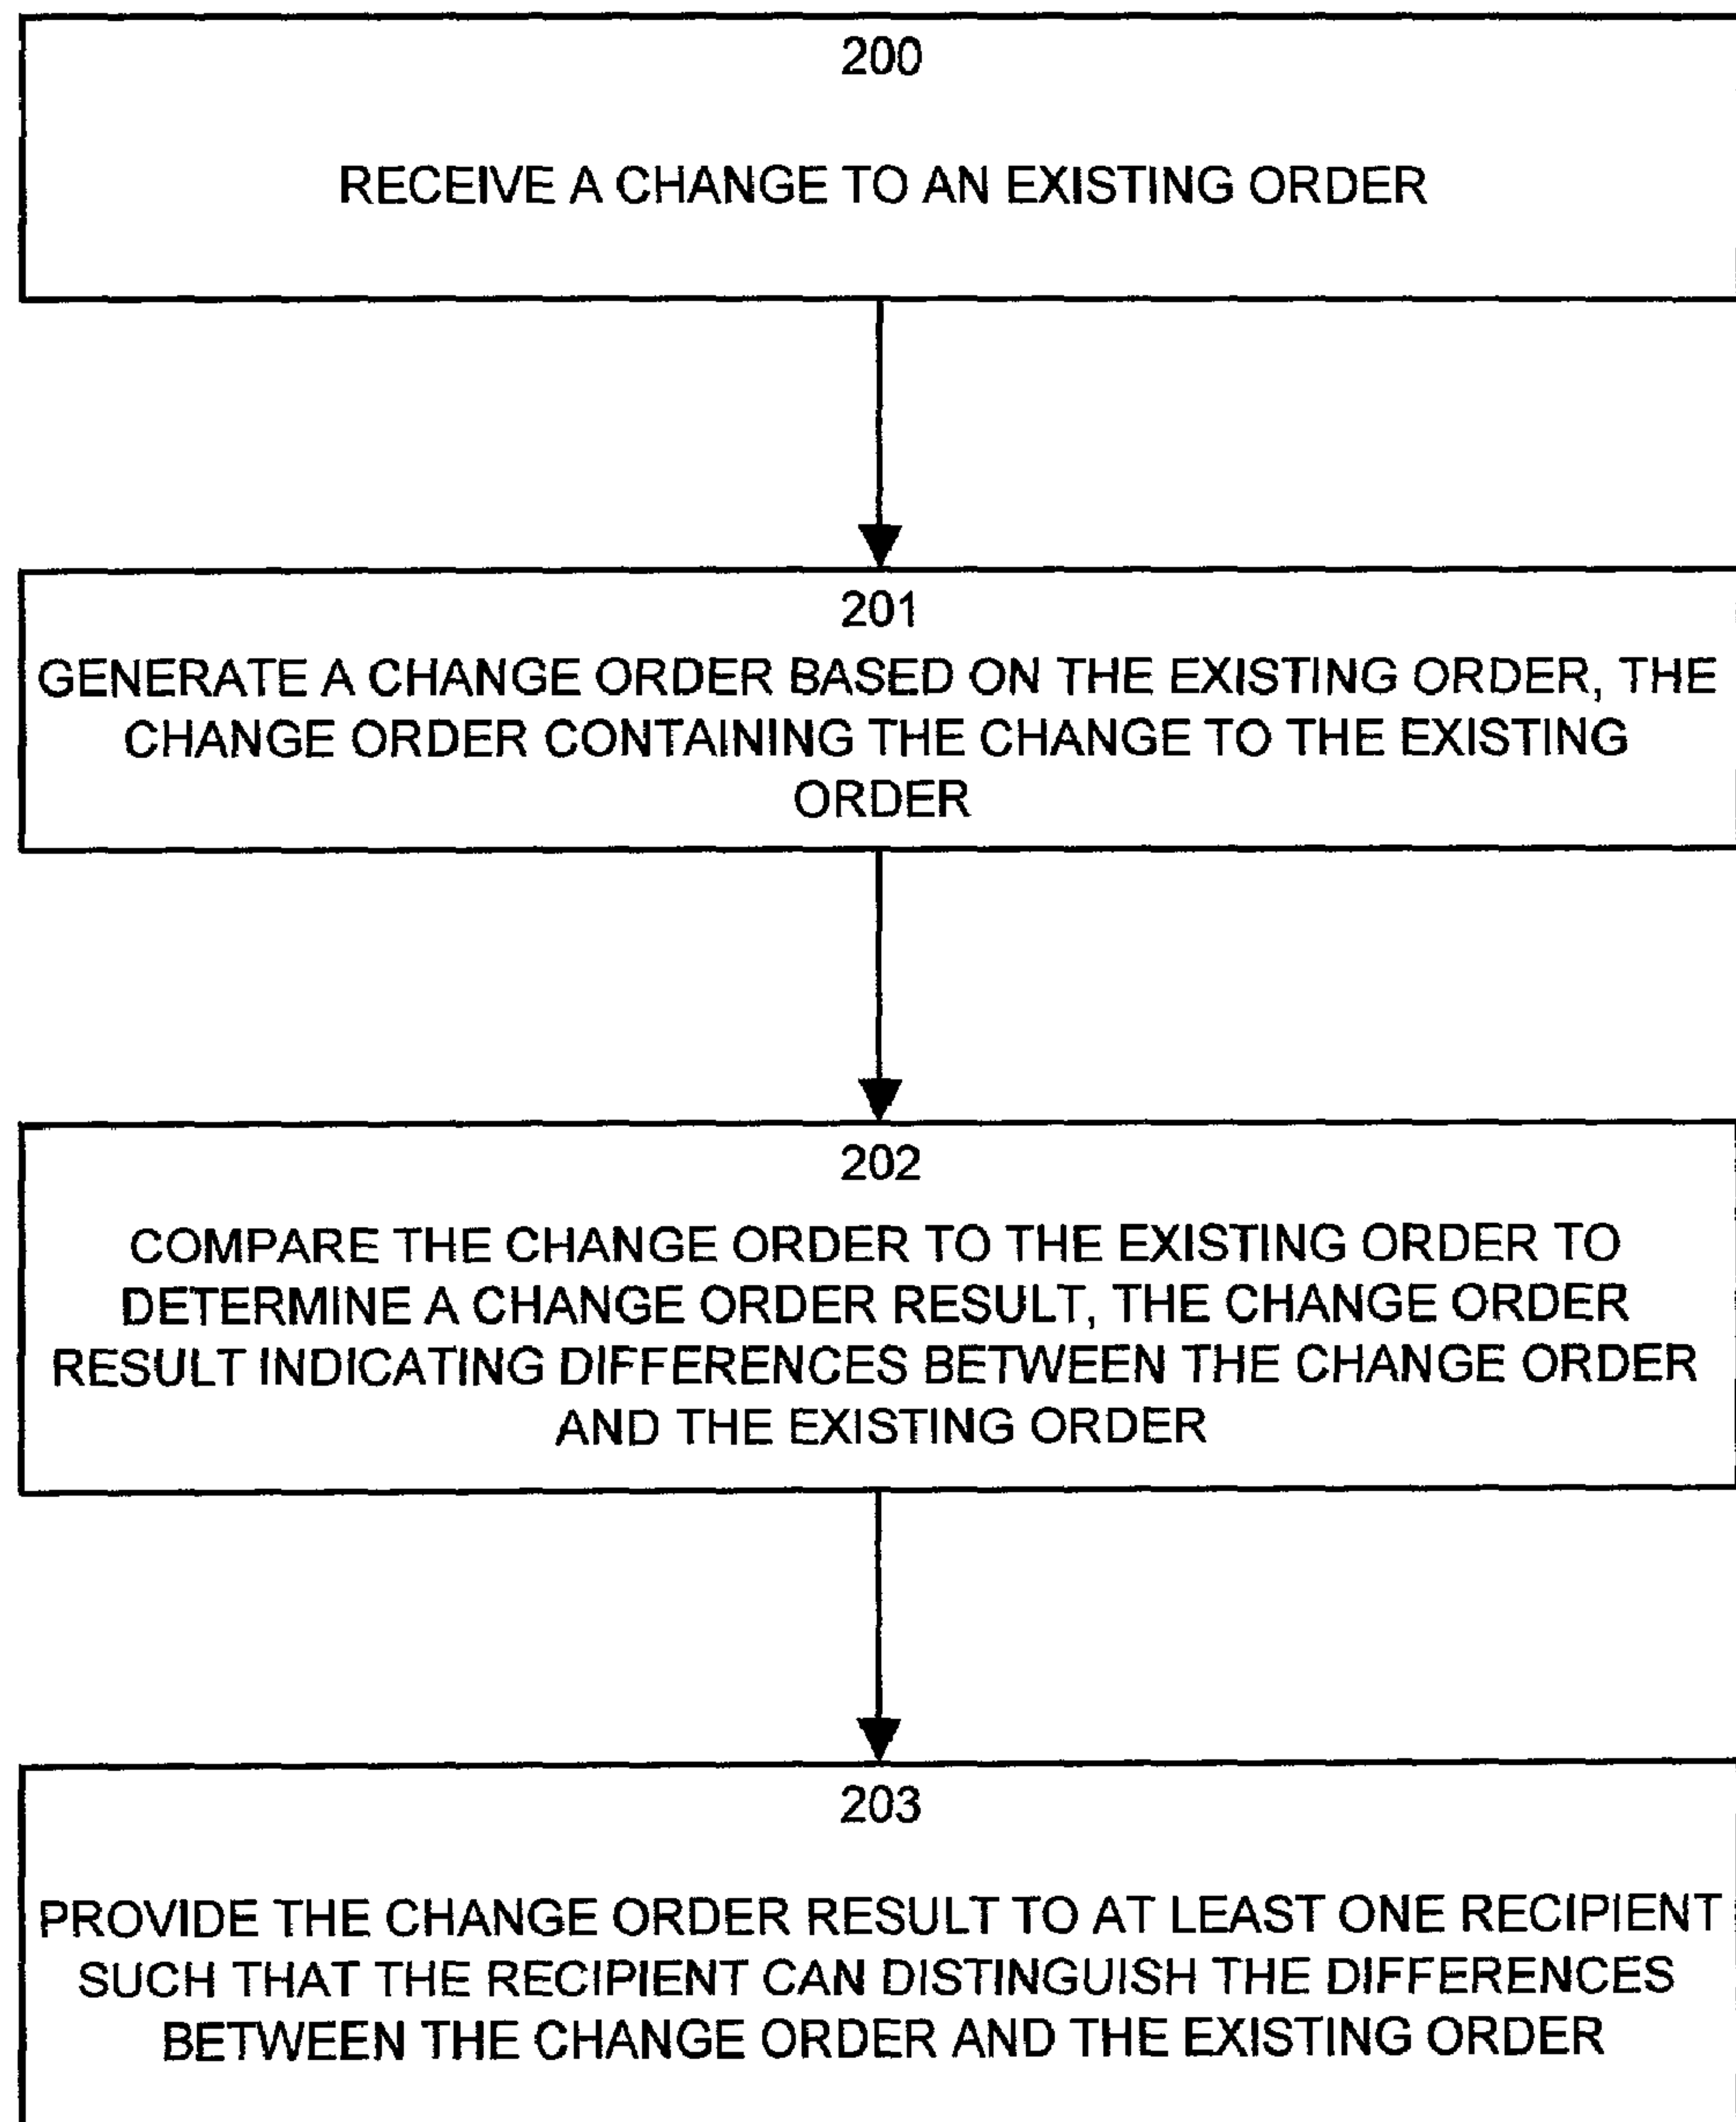 200
RECEIVE A CHANGE TO AN EXISTING ORDER
201
GENERATE A CHANGE ORDER BASED ON THE EXISTING ORDER, THE
CHANGE ORDER CONTAINING THE CHANGE TO THE EXISTING
ORDER
202
COMPARE THE CHANGE ORDER TO THE EXISTING ORDER TO
DETERMINE A CHANGE ORDER RESULT, THE CHANGE ORDER
RESULT INDICATING DIFFERENCES BETWEEN THE CHANGE ORDER
AND THE EXISTING ORDER
203
PROVIDE THE CHANGE ORDER RESULT TO AT LEAST ONE RECIPIENT
SUCH THAT THE RECIPIENT CAN DISTINGUISH THE DIFFERENCES
BETWEEN THE CHANGE ORDER AND THE EXISTING ORDER